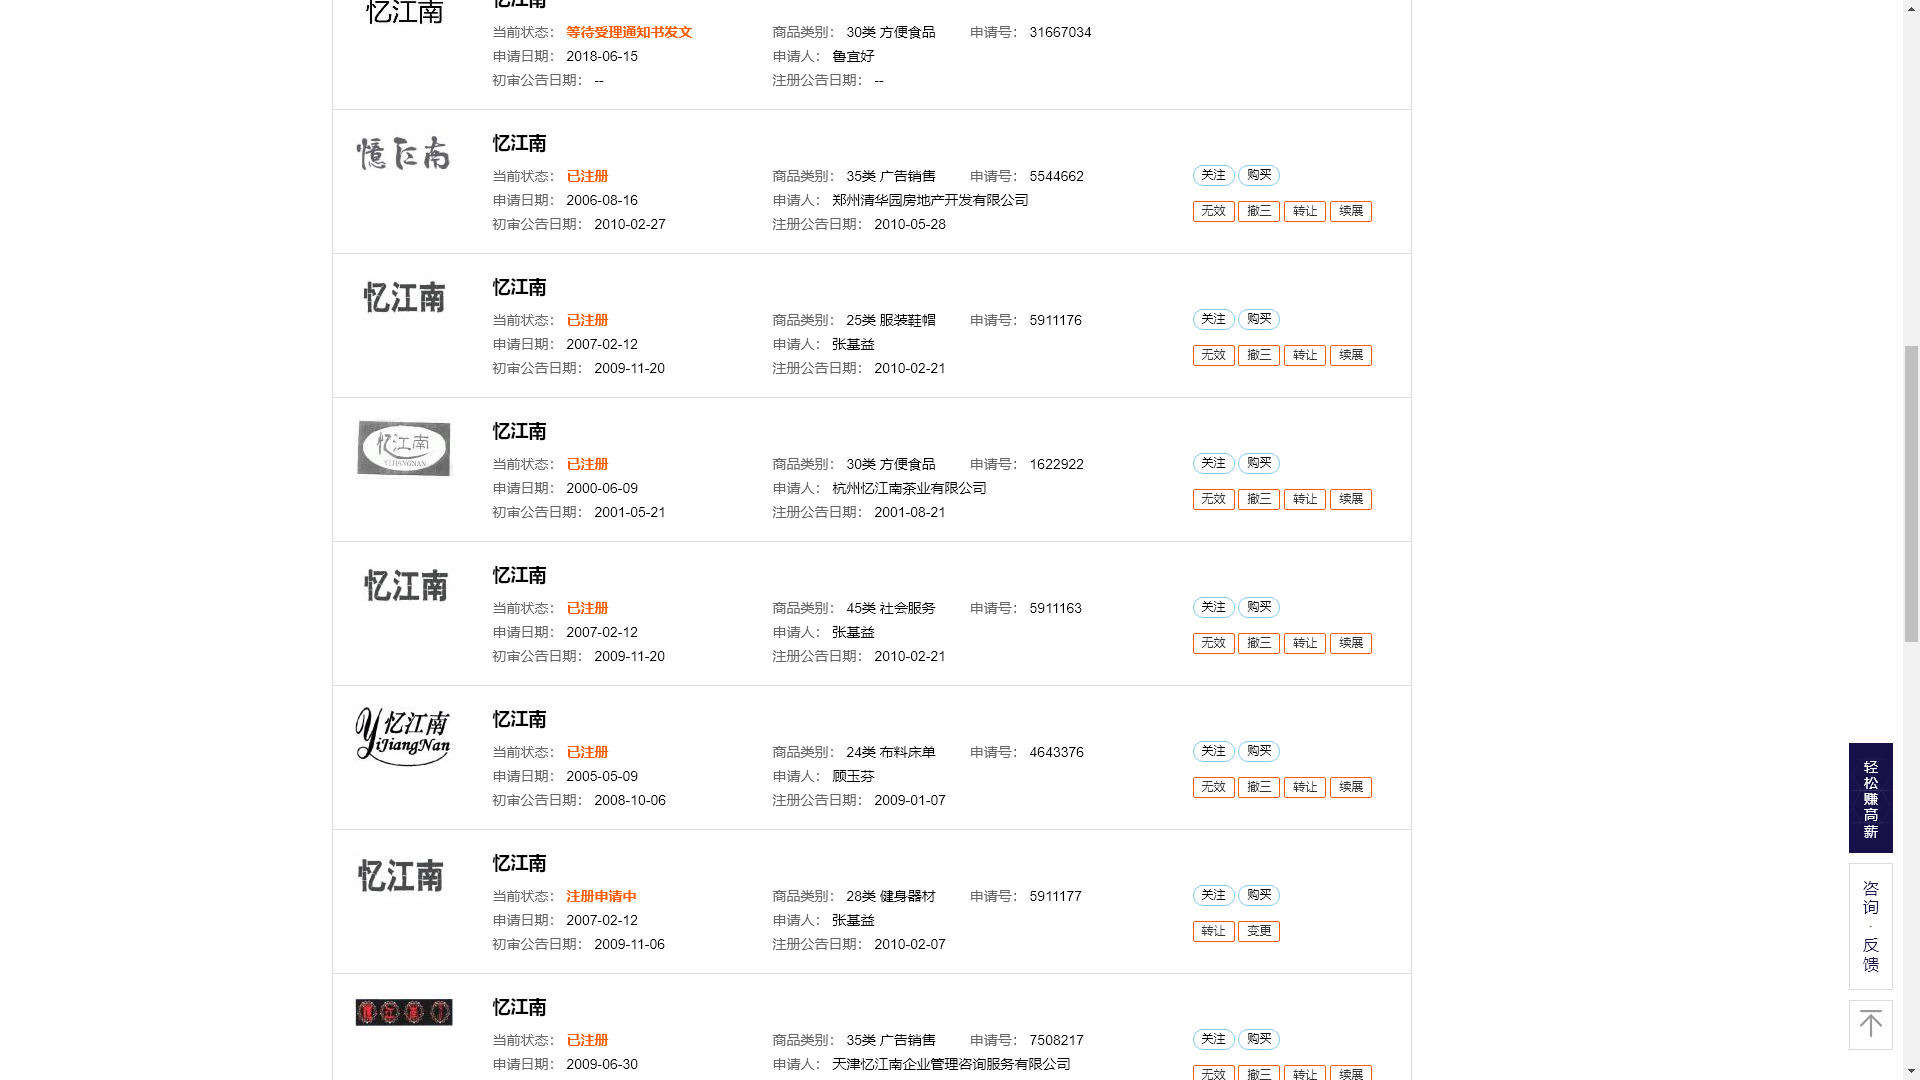 忆江南
忆江南
当前状态： 等待受理通知书发文 商品类别： 30类 方便食品 申请号： 31667034
申请日期： 2018-06-15 申请人： 鲁宜好
初审公告日期： -- 注册公告日期： --
憶江南
忆江南
当前状态： 已注册 商品类别： 35类 广告销售 申请号： 5544662 关注 购买
申请日期： 2006-08-16 申请人： 郑州清华园房地产开发有限公司 无效 撤三 转让 续展
初审公告日期： 2010-02-27 注册公告日期： 2010-05-28
忆江南
忆江南
当前状态： 已注册 商品类别： 25类 服装鞋帽 申请号： 5911176 关注 购买
申请日期： 2007-02-12 申请人： 张基益 无效 撤三 转让 续展
初审公告日期： 2009-11-20 注册公告日期： 2010-02-21
忆江南
YIJIANGNAN
忆江南
当前状态： 已注册 商品类别： 30类 方便食品 申请号： 1622922 关注 购买
申请日期： 2000-06-09 申请人： 杭州忆江南茶业有限公司 无效 撤三 转让 续展
初审公告日期： 2001-05-21 注册公告日期： 2001-08-21
忆江南
忆江南
当前状态： 已注册 商品类别： 45类 社会服务 申请号： 5911163 关注 购买
申请日期： 2007-02-12 申请人： 张基益 无效 撤三 转让 续展
初审公告日期： 2009-11-20 注册公告日期： 2010-02-21
忆江南
YiJiangNan
忆江南
当前状态： 已注册 商品类别： 24类 布料床单 申请号： 4643376 关注 购买
申请日期： 2005-05-09 申请人： 顾玉芬 无效 撤三 转让 续展
初审公告日期： 2008-10-06 注册公告日期： 2009-01-07
忆江南
忆江南
当前状态： 注册申请中 商品类别： 28类 健身器材 申请号： 5911177 关注 购买
申请日期： 2007-02-12 申请人： 张基益 转让 变更
初审公告日期： 2009-11-06 注册公告日期： 2010-02-07
忆江南
当前状态： 已注册 商品类别： 35类 广告销售 申请号： 7508217 关注 购买
申请日期： 2009-06-30 申请人： 天津忆江南企业管理咨询服务有限公司 无效 撤三 转让 续展
轻松赚高薪
咨询·反馈